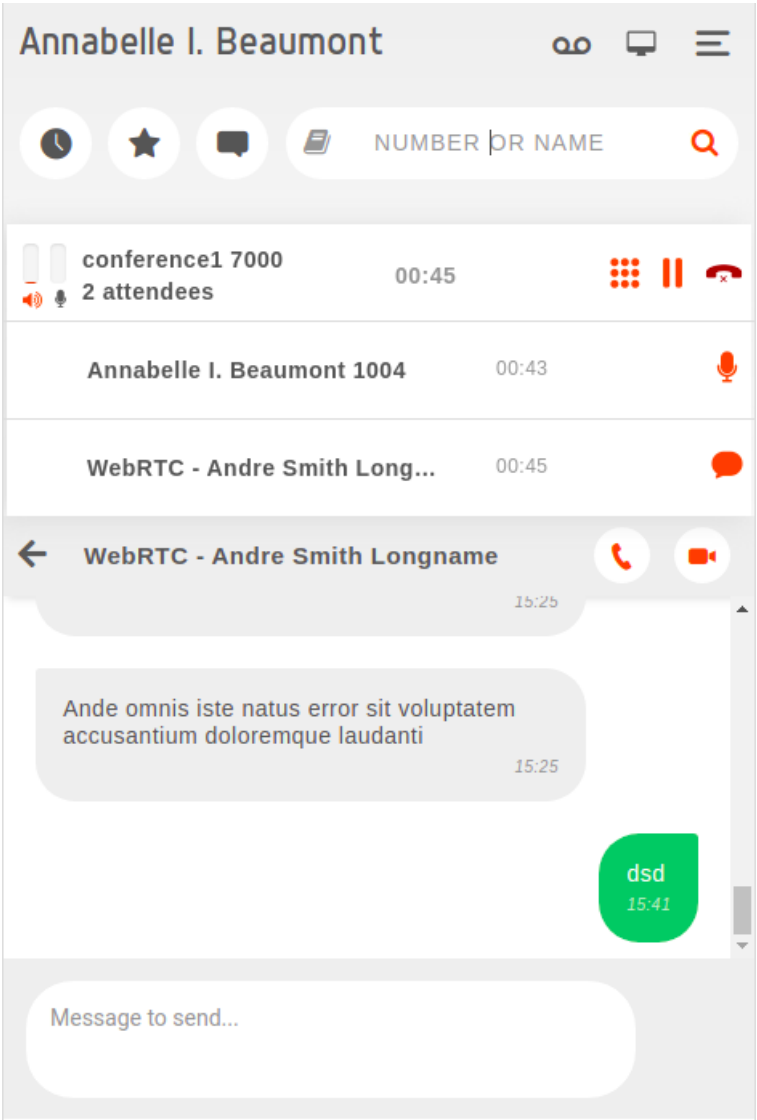 Annabelle I. Beaumont
NUMBER OR NAME
conference1 7000
2 attendees
00:45
Annabelle I. Beaumont 1004
00:43
WebRTC - Andre Smith Long...
00:45
WebRTC - Andre Smith Longname
15:25
Ande omnis iste natus error sit voluptatem
accusantium doloremque laudanti
15:25
dsd
15:41
Message to send...